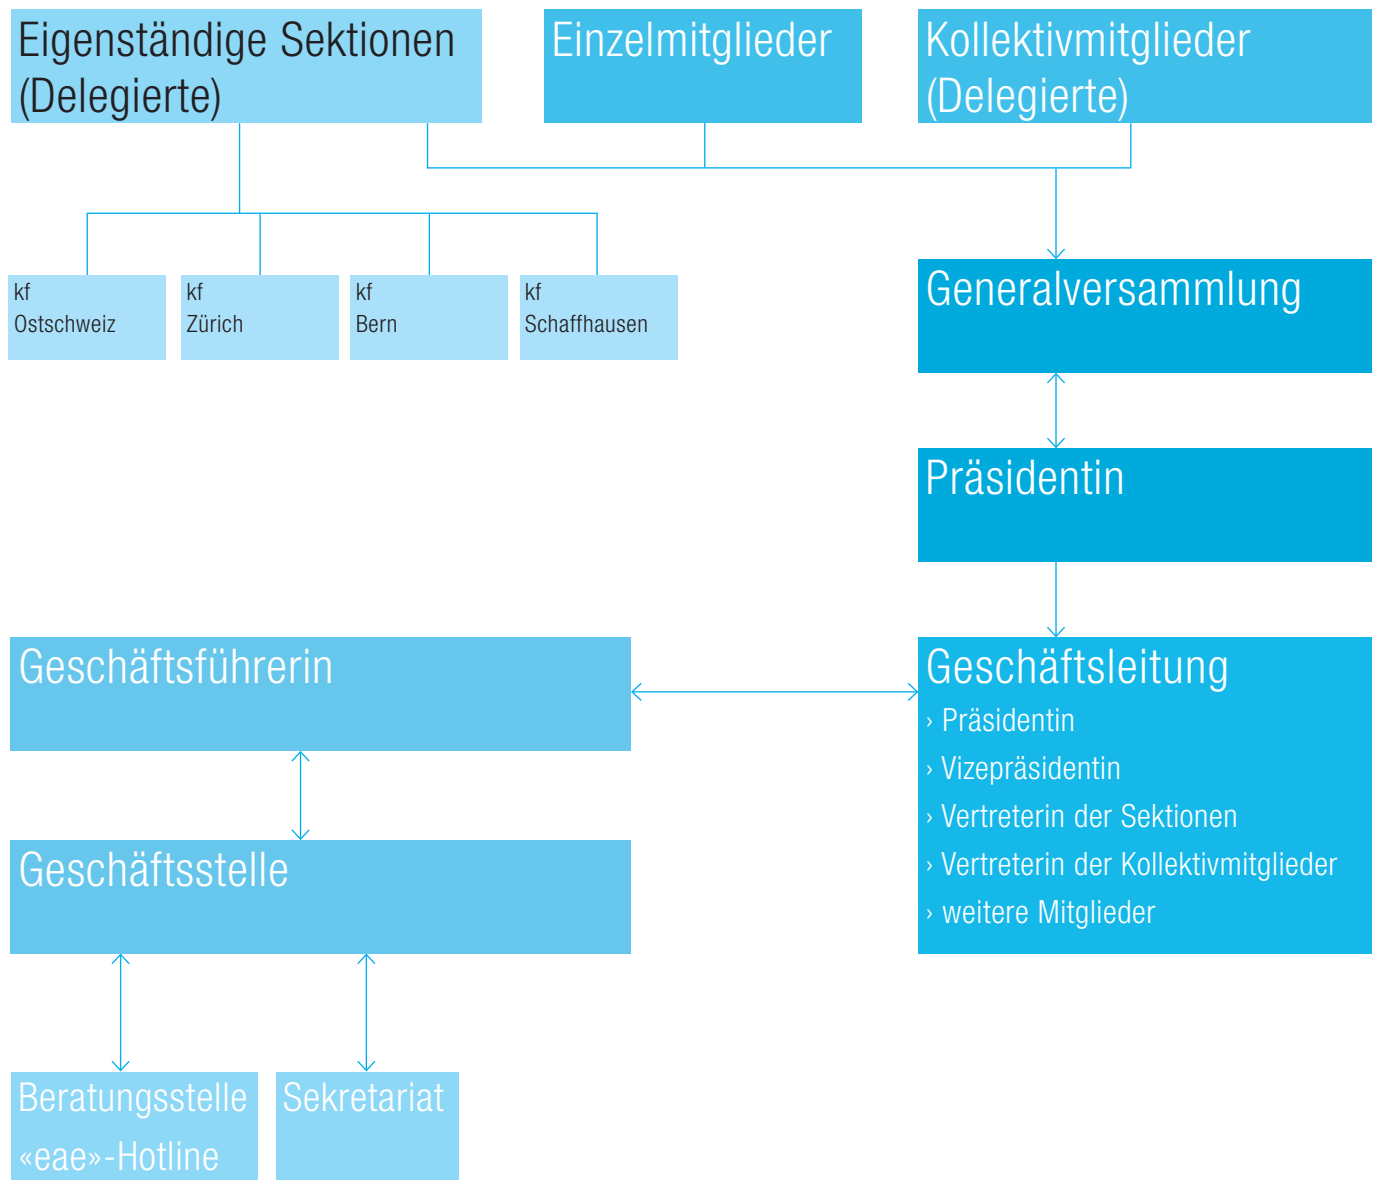 Eigenständige Sektionen
(Delegierte)
Einzelmitglieder
Kollektivmitglieder
(Delegierte)
kf
Ostschweiz
kf
Zürich
kf
Bern
kf
Schaffhausen
Generalversammlung
Präsidentin
Geschäftsführerin
Geschäftsleitung
› Präsidentin
› Vizepräsidentin
› Vertreterin der Sektionen
› Vertreterin der Kollektivmitglieder
› weitere Mitglieder
Geschäftsstelle
Beratungsstelle
«eae»-Hotline
Sekretariat